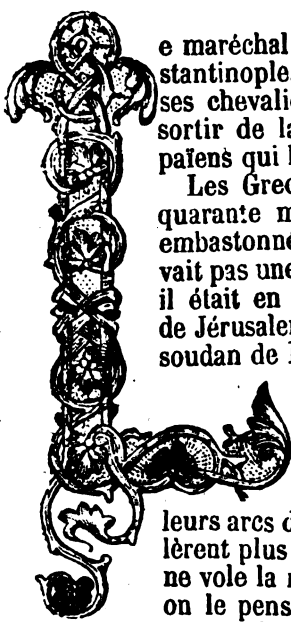 Le maréchal
stantinople.
ses chevali
sortir de la
païens qui l
Les Grec
quarante m
embastonné
vait pas une
il était en
de Jérusaler
soudan de
leurs arcs d
lèrent plus
ne vole la
on le pens